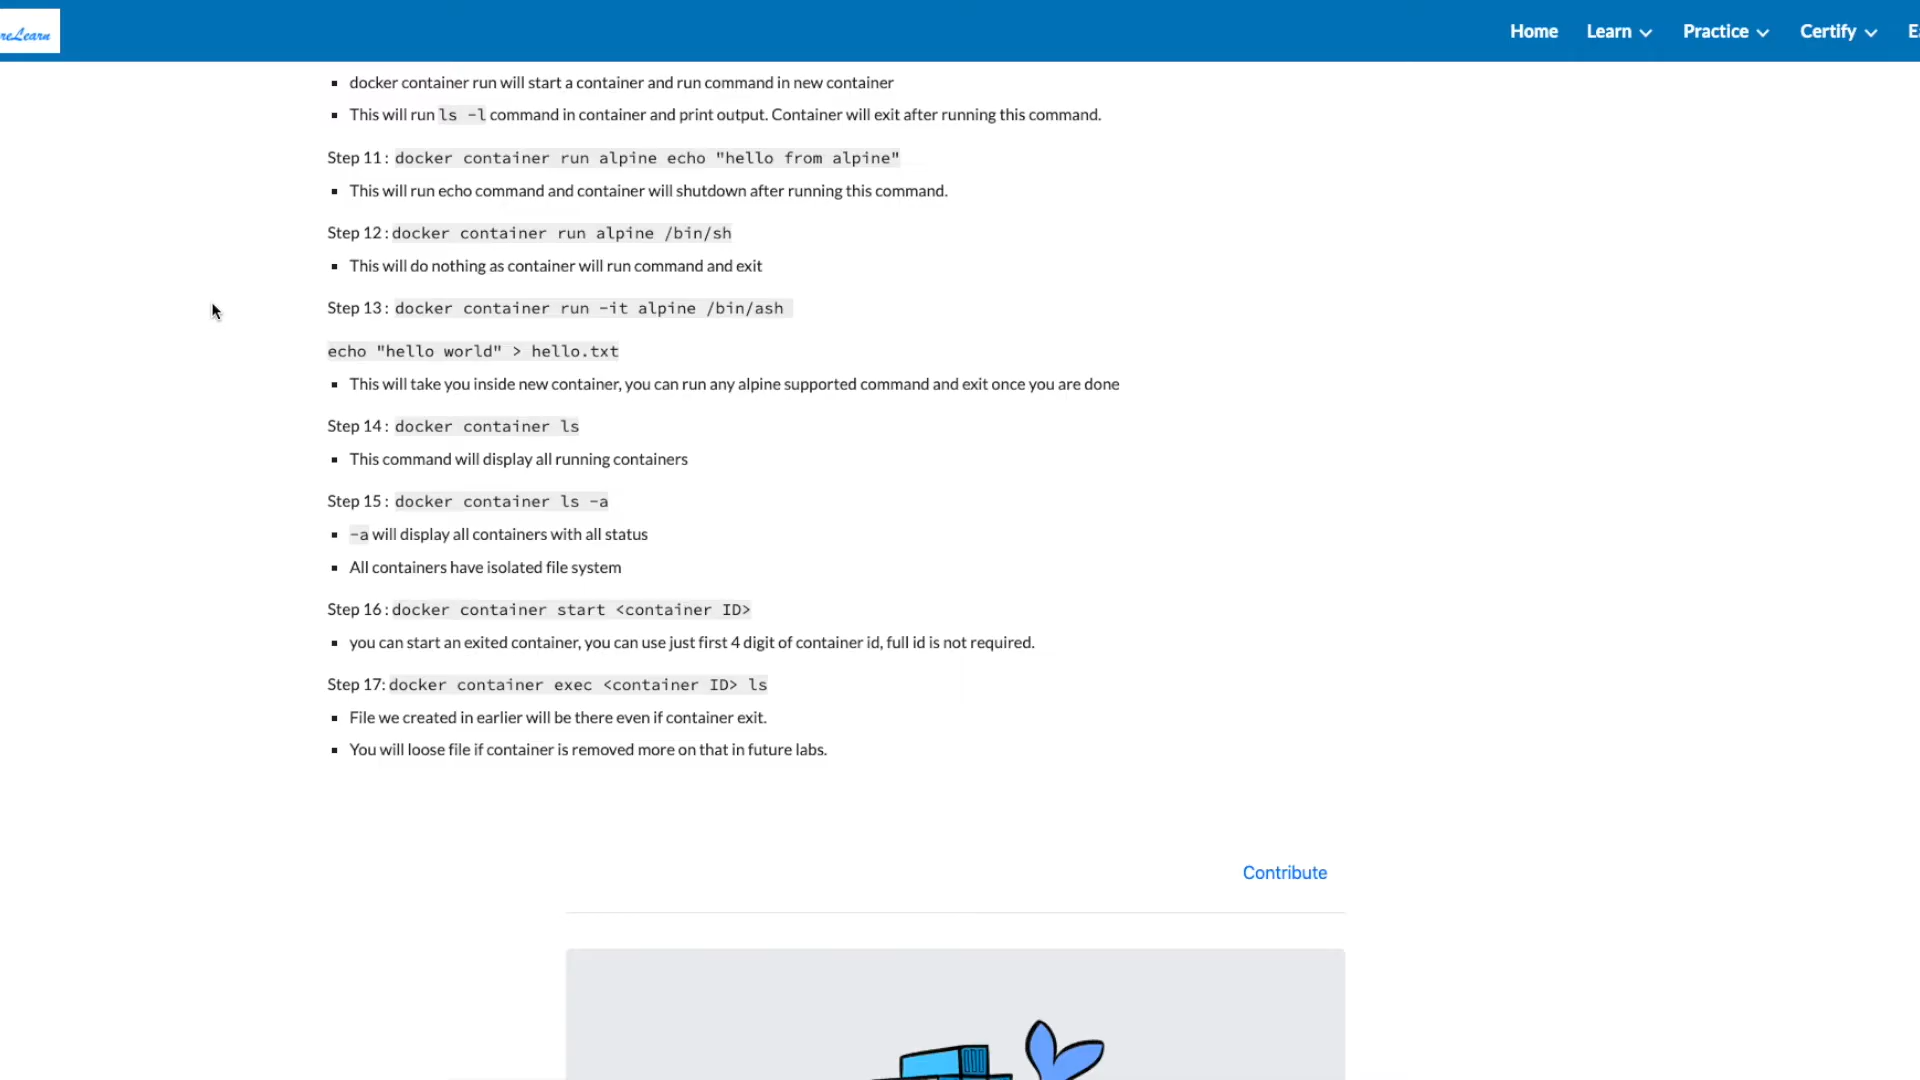 reLearn
Home Learn Practice Certify
docker container run will start a container and run command in new container
This will run ls -l command in container and print output. Container will exit after running this command.
Step 11 : docker container run alpine echo "hello from alpine"
This will run echo command and container will shutdown after running this command.
Step 12 : docker container run alpine /bin/sh
This will do nothing as container will run command and exit
Step 13 : docker container run -it alpine /bin/ash
echo "hello world" > hello.txt
This will take you inside new container, you can run any alpine supported command and exit once you are done
Step 14 : docker container ls
This command will display all running containers
Step 15 : docker container ls -a
-a will display all containers with all status
All containers have isolated file system
Step 16 : docker container start <container ID>
you can start an exited container, you can use just first 4 digit of container id, full id is not required.
Step 17: docker container exec <container ID> ls
File we created in earlier will be there even if container exit.
You will loose file if container is removed more on that in future labs.
Contribute